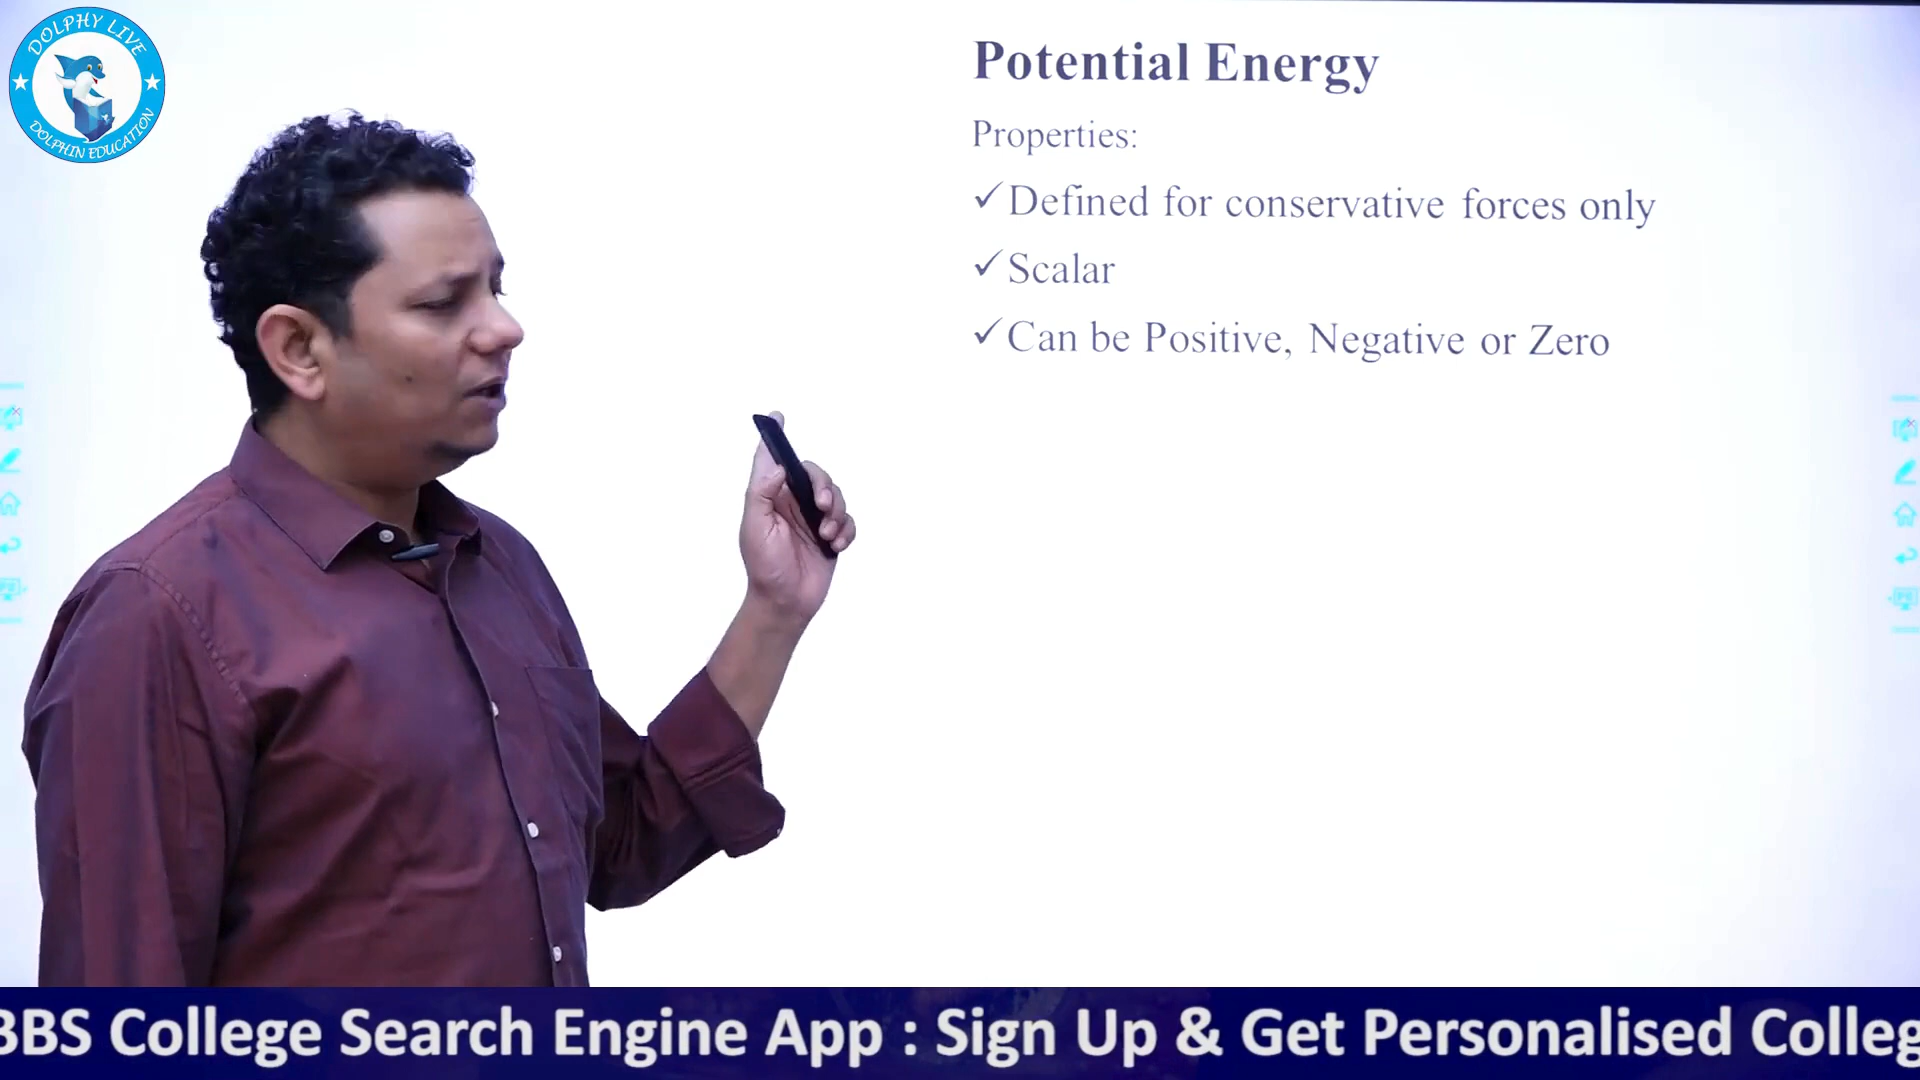 DOLPHY LIVE
DOLPHIN EDUCATION
Potential Energy
Properties:
✓Defined for conservative forces only
✓Scalar
✓Can be Positive, Negative or Zero
BBS College Search Engine App : Sign Up & Get Personalised Colleg